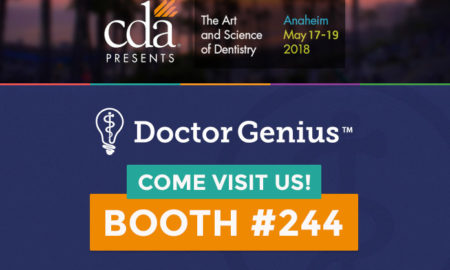 cda
PRESENTS
The Art
and Science
of Dentistry
Anaheim
May 17-19
2018
Doctor Genius™
COME VISIT US!
BOOTH #244